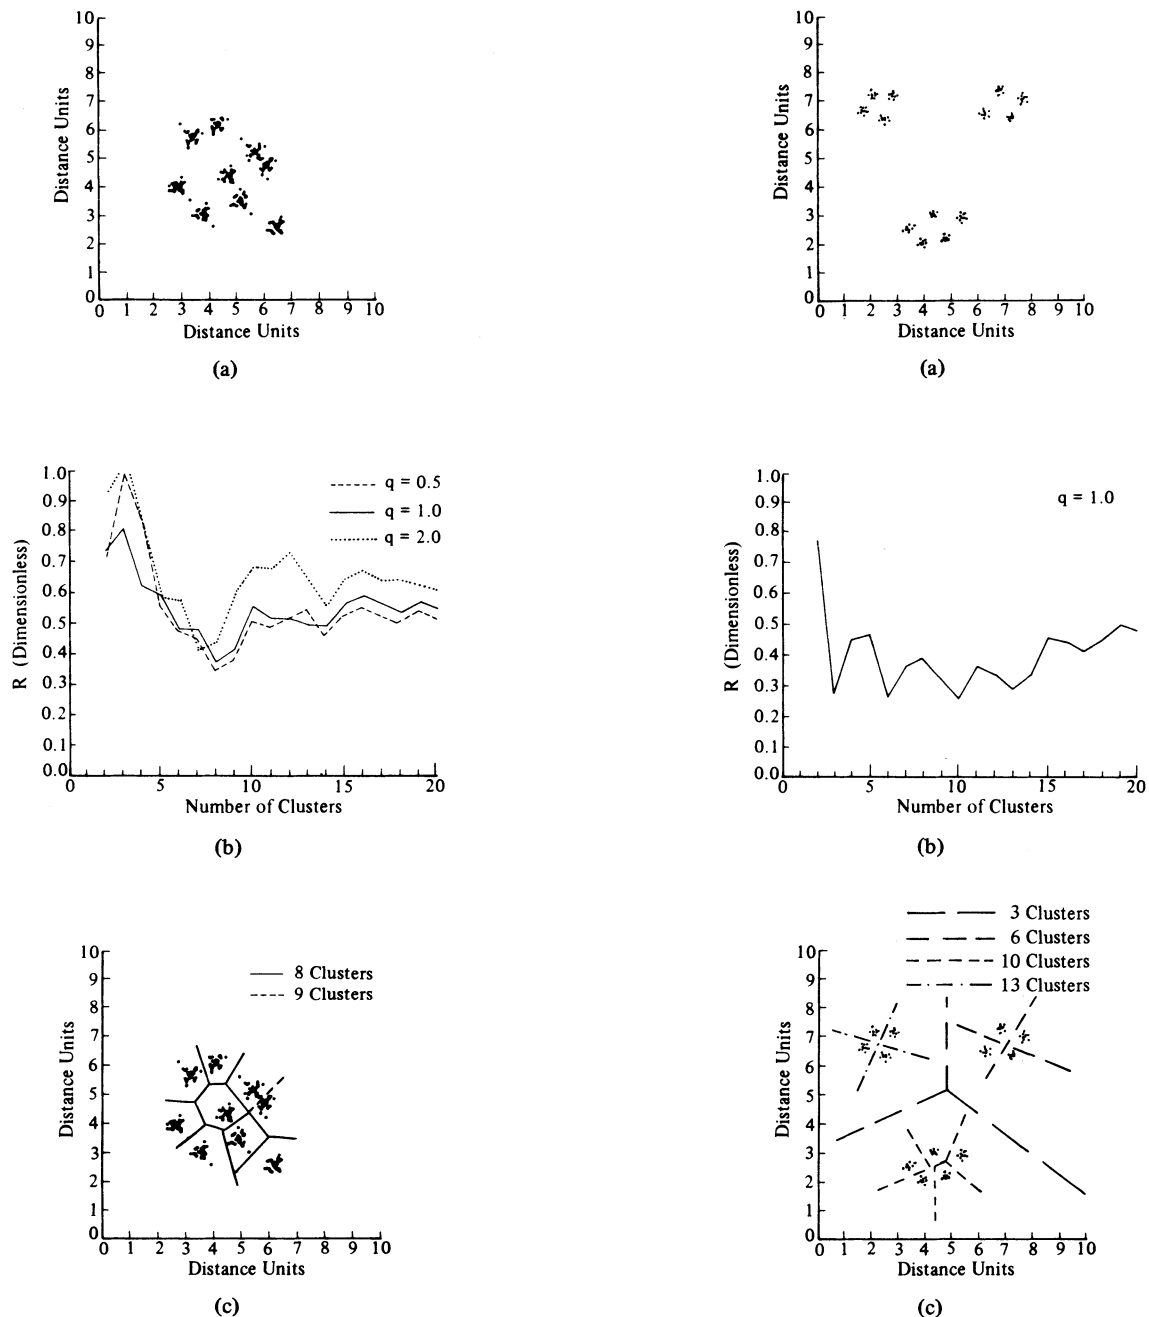 10
9
8
7
6
5
4
3
2
1
0
Distance Units
0 1 2 3 4 5 6 7 8 9 10
Distance Units
(a)
10
9
8
7
6
5
4
3
2
1
0
Distance Units
0 1 2 3 4 5 6 7 8 9 10
Distance Units
(a)
1.0
0.9
0.8
0.7
0.6
0.5
0.4
0.3
0.2
0.1
0.0
R (Dimensionless)
q = 0.5
q = 1.0
q = 2.0
0 5 10 15 20
Number of Clusters
(b)
1.0
0.9
0.8
0.7
0.6
0.5
0.4
0.3
0.2
0.1
0.0
R (Dimensionless)
q = 1.0
0 5 10 15 20
Number of Clusters
(b)
10
9
8
7
6
5
4
3
2
1
0
Distance Units
8 Clusters
9 Clusters
0 1 2 3 4 5 6 7 8 9 10
Distance Units
(c)
3 Clusters
6 Clusters
10 Clusters
13 Clusters
10
9
8
7
6
5
4
3
2
1
0
Distance Units
0 1 2 3 4 5 6 7 8 9 10
Distance Units
(c)